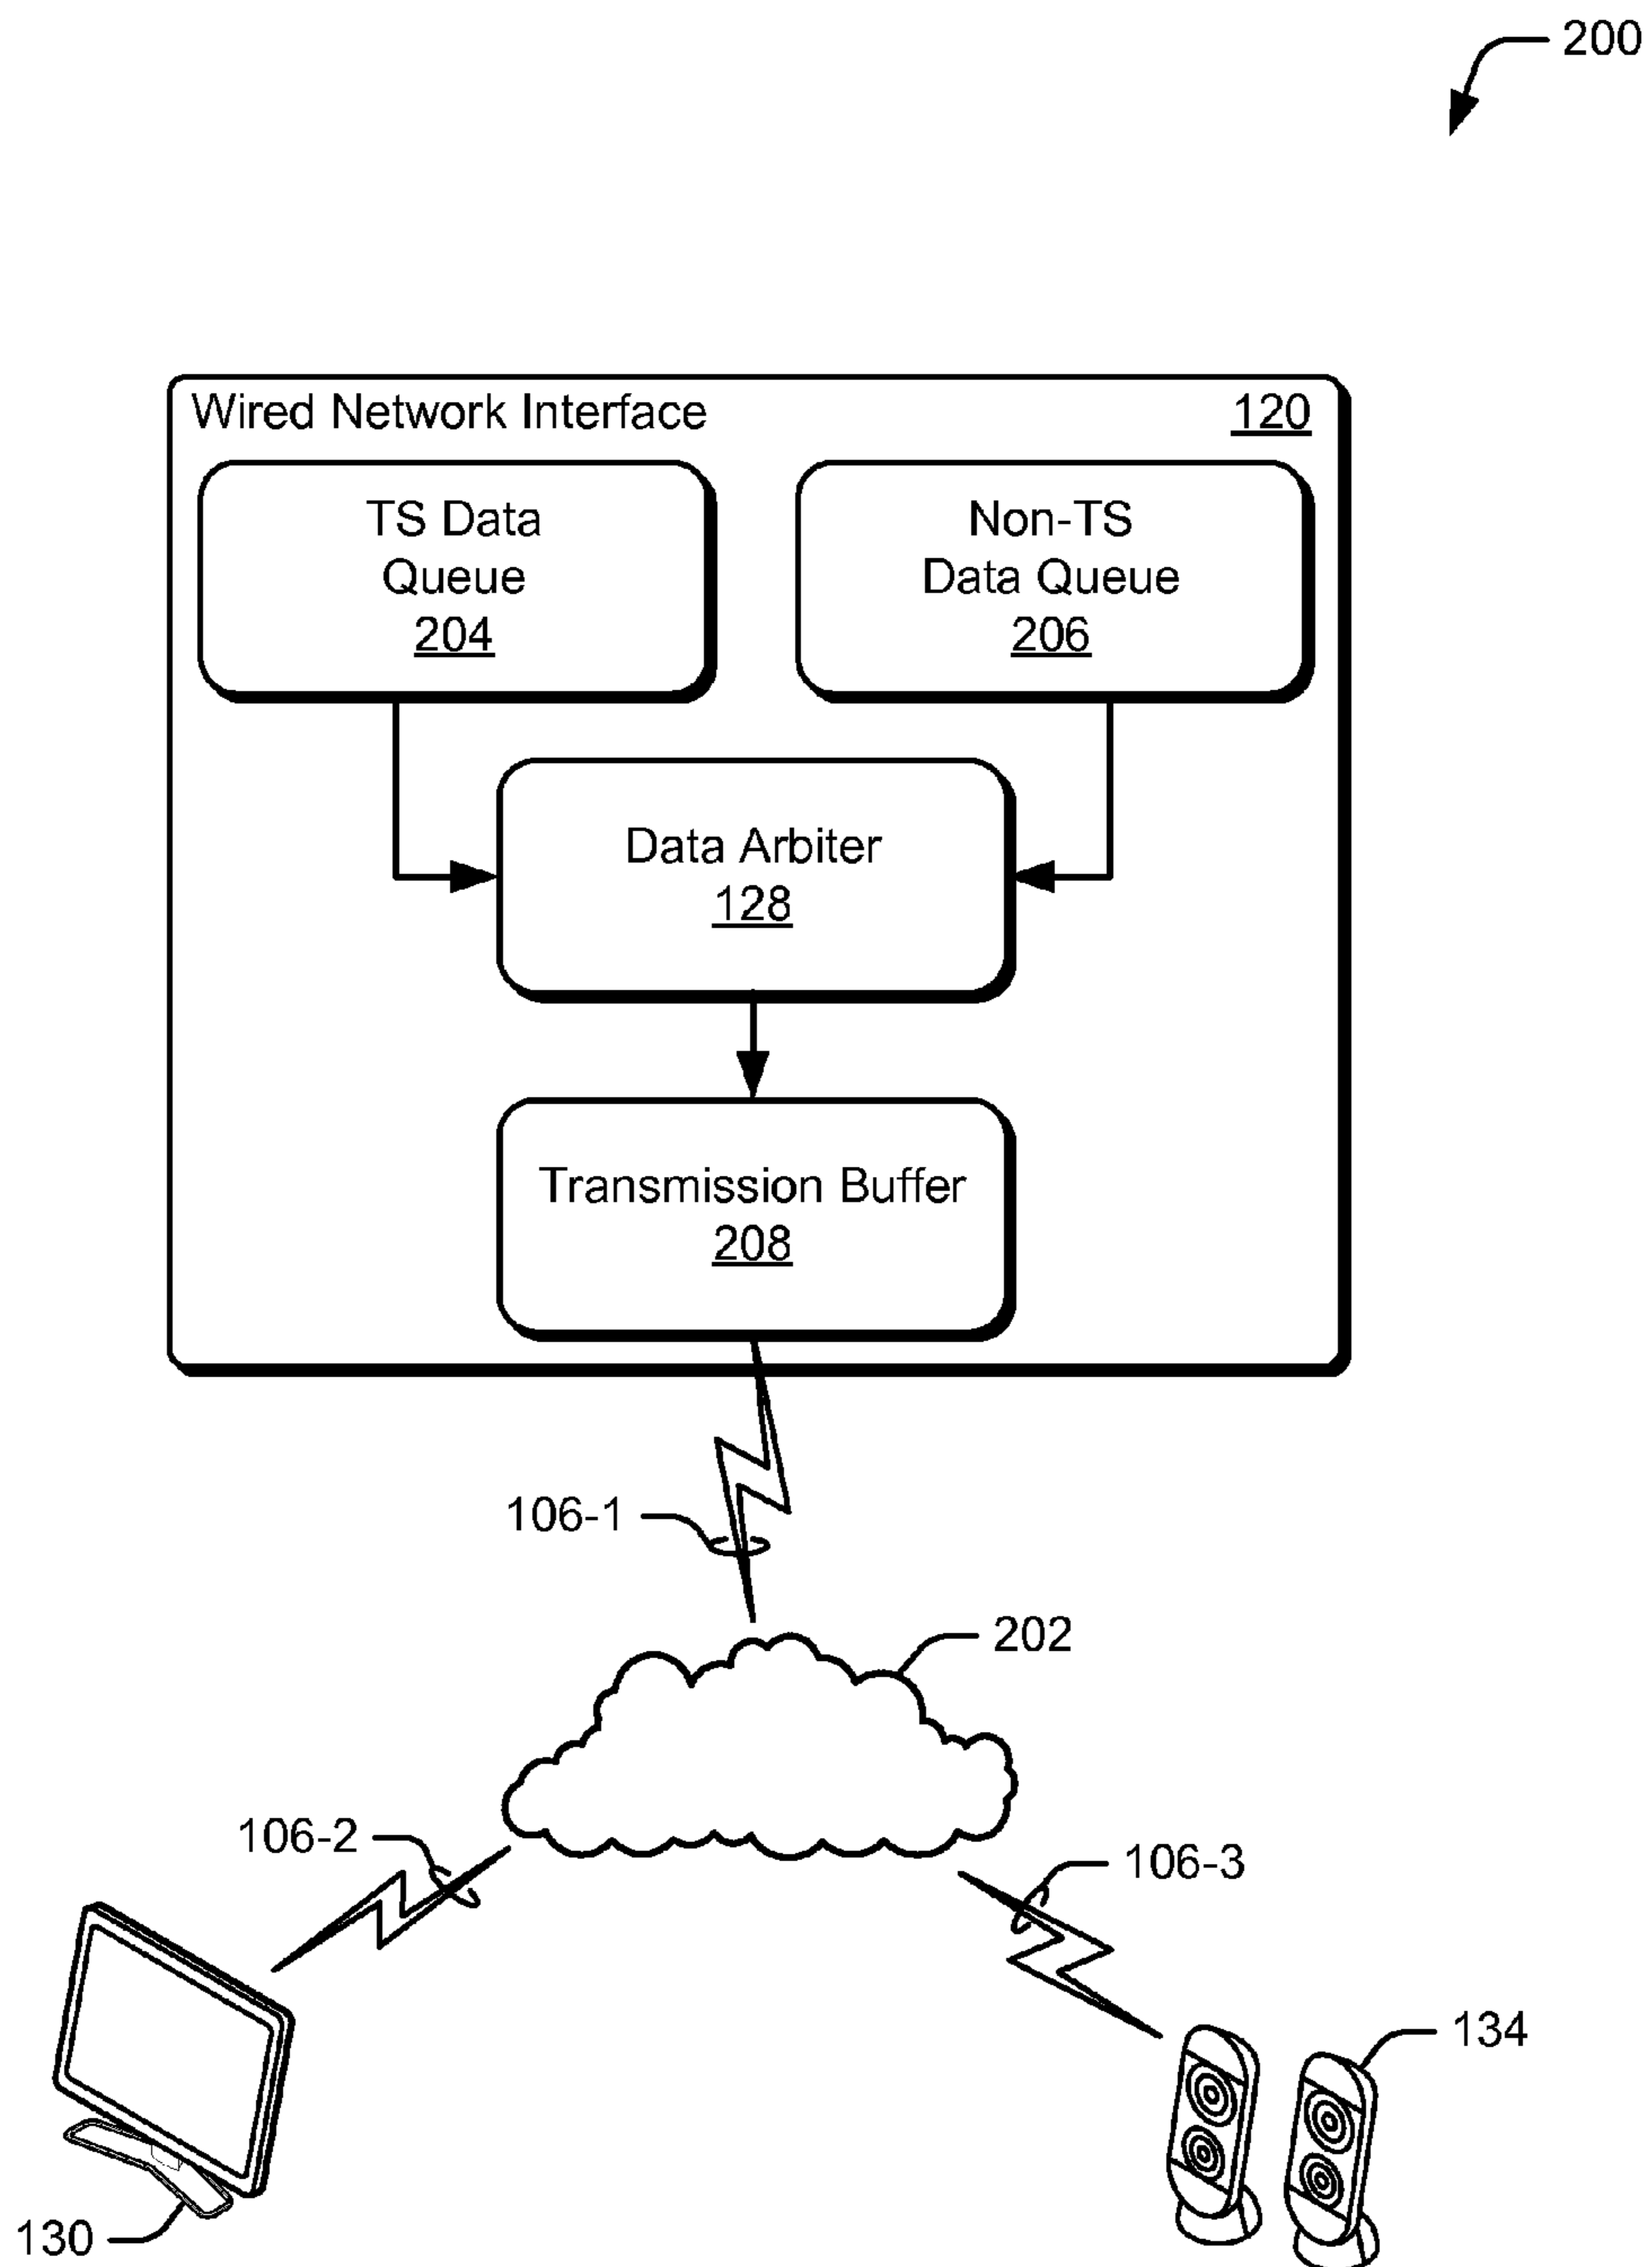 200
Wired Network Interface 120
TS Data
Queue
204
Non-TS
Data Queue
206
Data Arbiter
128
Transmission Buffer
208
106-1
202
106-2
106-3
134
130